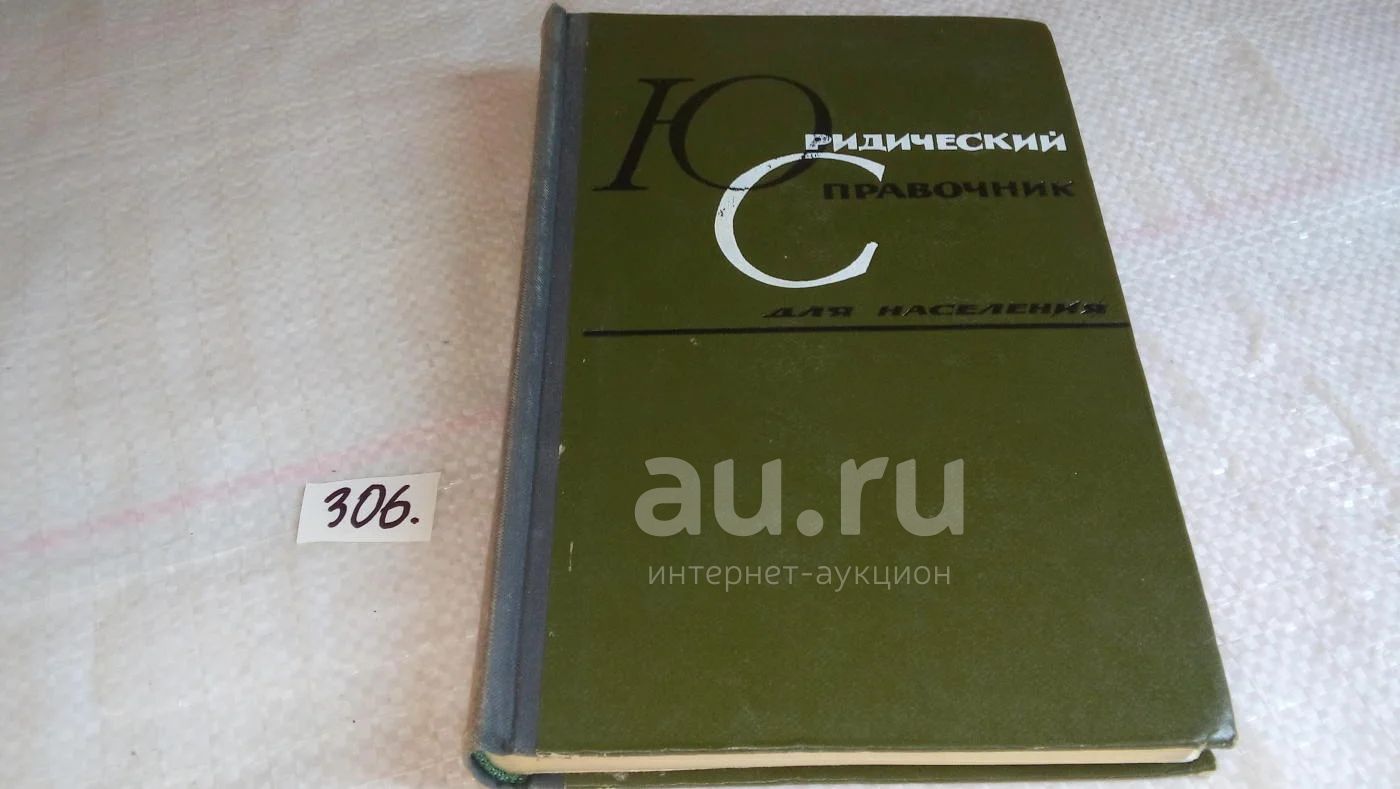 Юридический
Справочник
для населения
306.
au.ru
интернет-аукцион